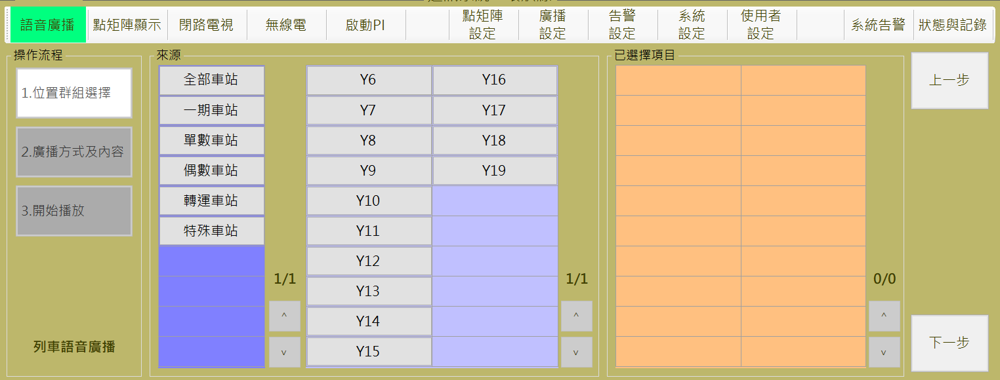 語音廣播
點矩陣顯示
閉路電視
無線電
啟動PI
點矩陣
設定
廣播
設定
告警
設定
系統
設定
使用者
設定
系統告警
狀態與記錄
操作流程
1.位置群組選擇
2.廣播方式及內容
3.開始播放
列車語音廣播
來源
全部車站
一期車站
單數車站
偶數車站
轉運車站
特殊車站
1/1
^
v
Y6
Y7
Y8
Y9
Y10
Y11
Y12
Y13
Y14
Y15
Y16
Y17
Y18
Y19
1/1
^
v
已選擇項目
0/0
^
v
上一步
下一步